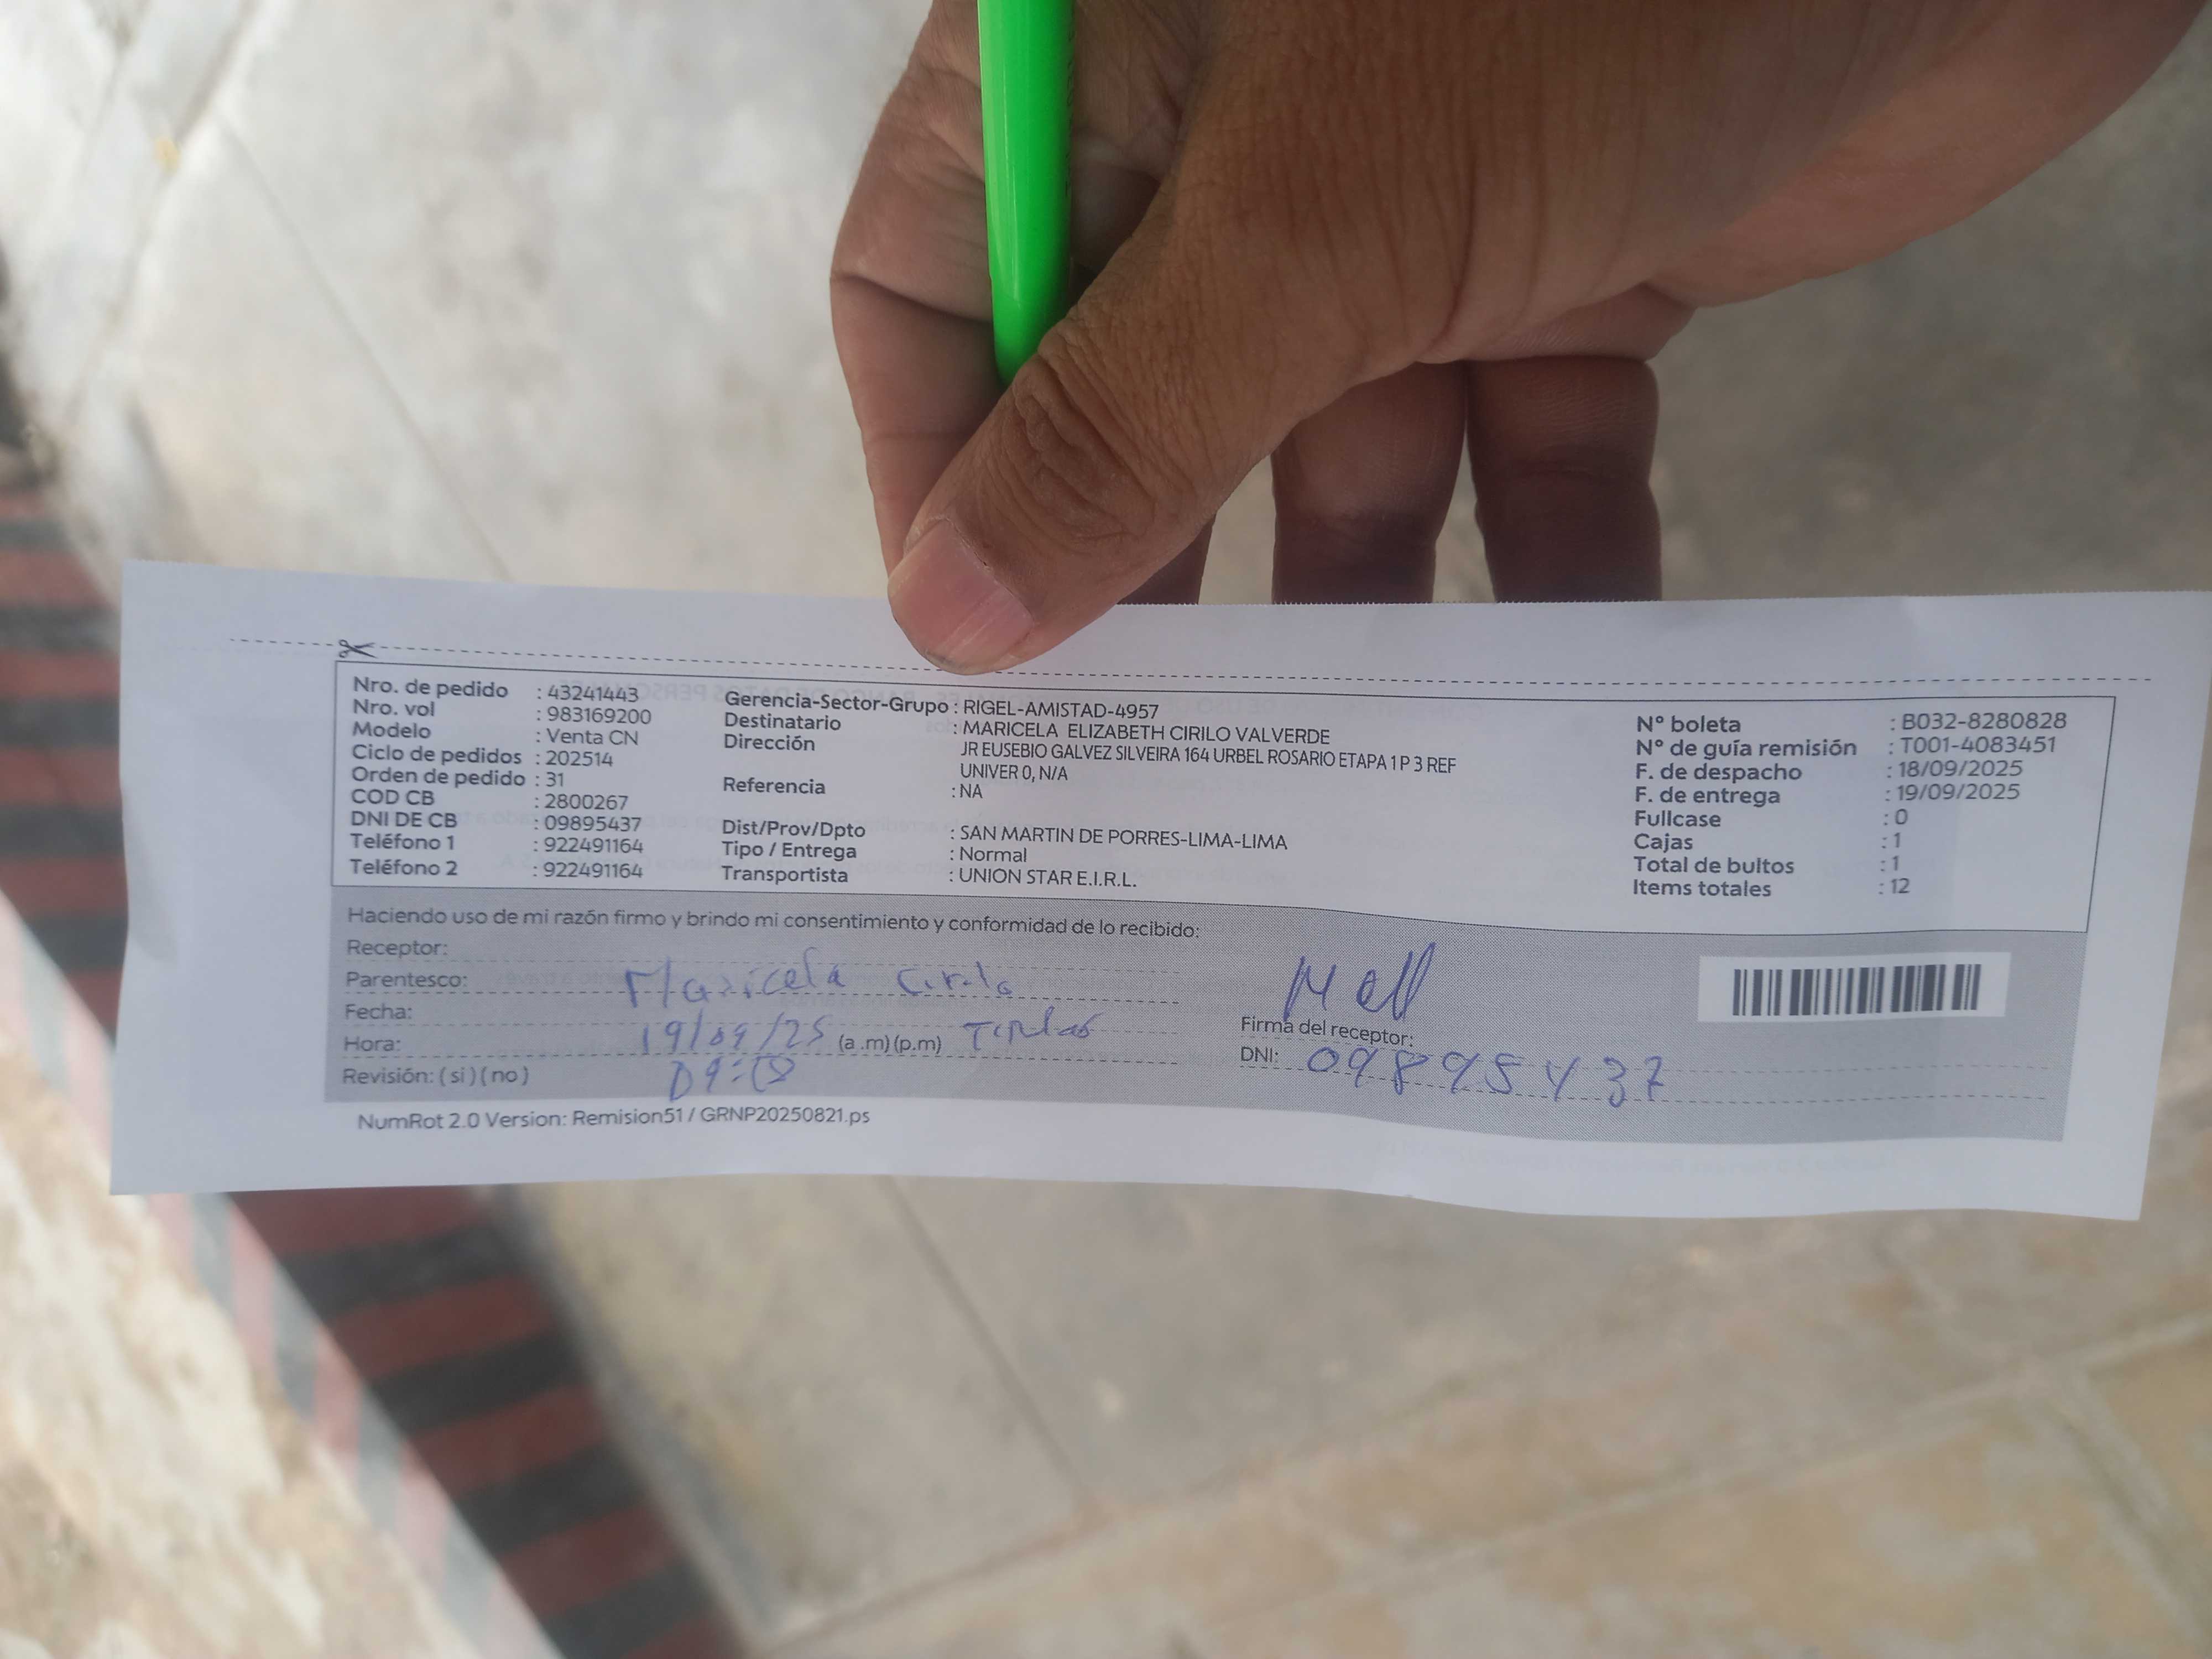 Nro. de pedido : 43241443
Nro. vol : 983169200
Modelo : Venta CN
Ciclo de pedidos : 202514
Orden de pedido : 31
COD CB : 2800267
DNI DE CB : 09895437
Teléfono 1 : 922491164
Teléfono 2 : 922491164
Gerencia-Sector-Grupo : RIGEL-AMISTAD-4957
Destinatario : MARICELA ELIZABETH CIRILO VALVERDE
Dirección JR EUSEBIO GALVEZ SILVEIRA 164 URBEL ROSARIO ETAPA 1 P 3 REF
UNIVER 0, N/A
Referencia : NA
Dist/Prov/Dpto : SAN MARTIN DE PORRES-LIMA-LIMA
Tipo / Entrega : Normal
Transportista : UNION STAR E.I.R.L.
N° boleta : B032-8280828
N° de guía remisión : T001-4083451
F. de despacho : 18/09/2025
F. de entrega : 19/09/2025
Fullcase : 0
Cajas : 1
Total de bultos : 1
Items totales : 12
Haciendo uso de mi razón firmo y brindo mi consentimiento y conformidad de lo recibido:
Receptor:
Parentesco: Maricela Cirilo
Fecha:
Hora: 19/09/25 (a .m) (p.m)
Revisión: ( si ) ( no )
Firma del receptor:
DNI: 09895437
NumRot 2.0 Version: Remision51 / GRNP20250821.ps